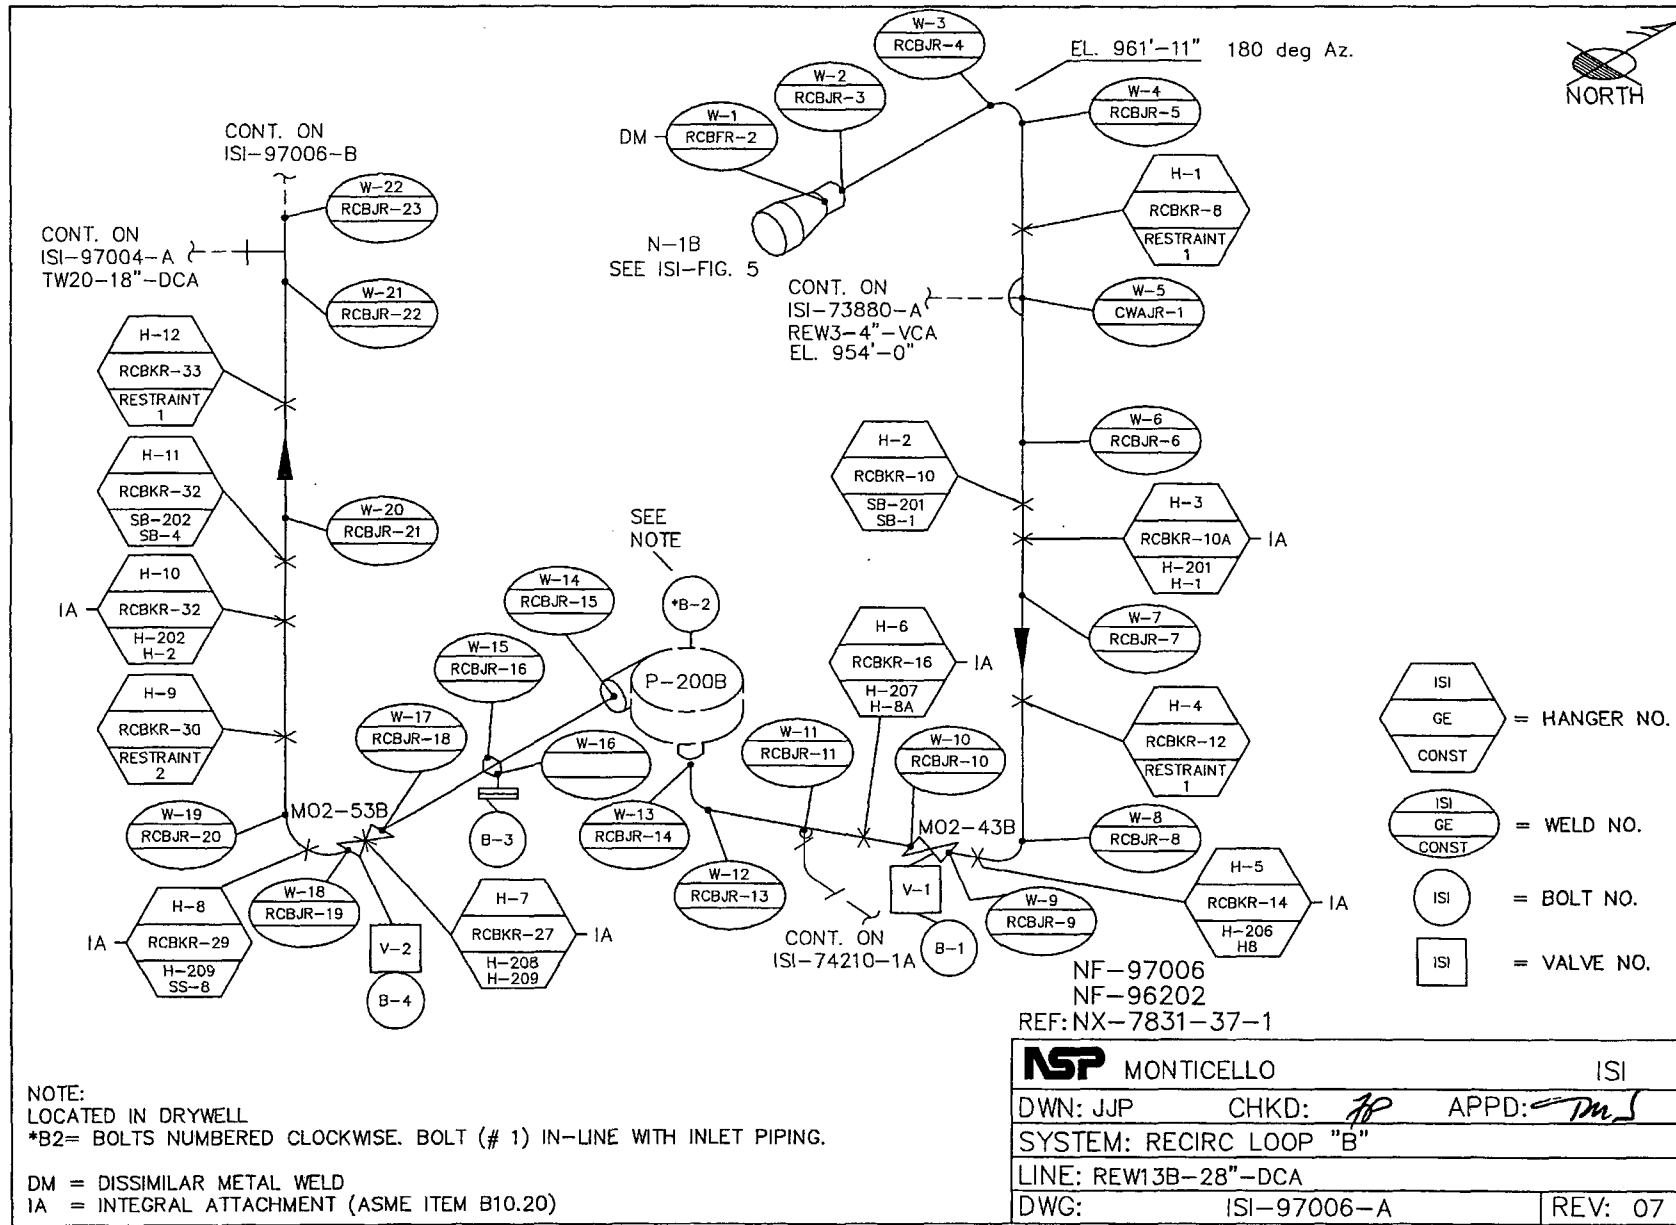 W-3
RCBJR-4
EL. 961'-11" 180 deg Az.
NORTH
W-2
RCBJR-3
W-4
RCBJR-5
DM
W-1
RCBFR-2
CONT. ON
ISI-97006-B
W-22
RCBJR-23
H-1
RCBKR-8
RESTRAINT
1
CONT. ON
ISI-97004-A
TW20-18"-DCA
N-1B
SEE ISI-FIG. 5
W-21
RCBJR-22
CONT. ON
ISI-73880-A
REW3-4"-VCA
EL. 954'-0"
W-5
CWAJR-1
H-12
RCBKR-33
RESTRAINT
1
W-6
RCBJR-6
H-2
RCBKR-10
SB-201
SB-1
H-11
RCBKR-32
SB-202
SB-4
W-20
RCBJR-21
SEE
NOTE
H-3
RCBKR-10A
H-201
H-1
IA
H-10
RCBKR-32
H-202
H-2
IA
W-14
RCBJR-15
*B-2
W-7
RCBJR-7
H-6
RCBKR-16
H-207
H-8A
IA
W-15
RCBJR-16
P-200B
H-9
RCBKR-30
RESTRAINT
2
H-4
RCBKR-12
RESTRAINT
1
ISI
GE
CONST
= HANGER NO.
W-17
RCBJR-18
W-16
W-11
RCBJR-11
W-10
RCBJR-10
MO2-53B
W-19
RCBJR-20
B-3
W-13
RCBJR-14
MO2-43B
W-8
RCBJR-8
ISI
GE
CONST
= WELD NO.
W-18
RCBJR-19
W-12
RCBJR-13
V-1
W-9
RCBJR-9
H-5
RCBKR-14
H-206
H8
IA
ISI
= BOLT NO.
H-8
RCBKR-29
H-209
SS-8
IA
V-2
H-7
RCBKR-27
H-208
H-209
IA
CONT. ON
ISI-74210-1A
B-1
ISI
= VALVE NO.
B-4
NF-97006
NF-96202
REF: NX-7831-37-1
NSP MONTICELLO ISI
DWN: JJP CHKD: APPD:
SYSTEM: RECIRC LOOP "B"
LINE: REW13B-28"-DCA
DWG: ISI-97006-A REV: 07
NOTE:
LOCATED IN DRYWELL
*B2= BOLTS NUMBERED CLOCKWISE. BOLT (# 1) IN-LINE WITH INLET PIPING.
DM = DISSIMILAR METAL WELD
IA = INTEGRAL ATTACHMENT (ASME ITEM B10.20)